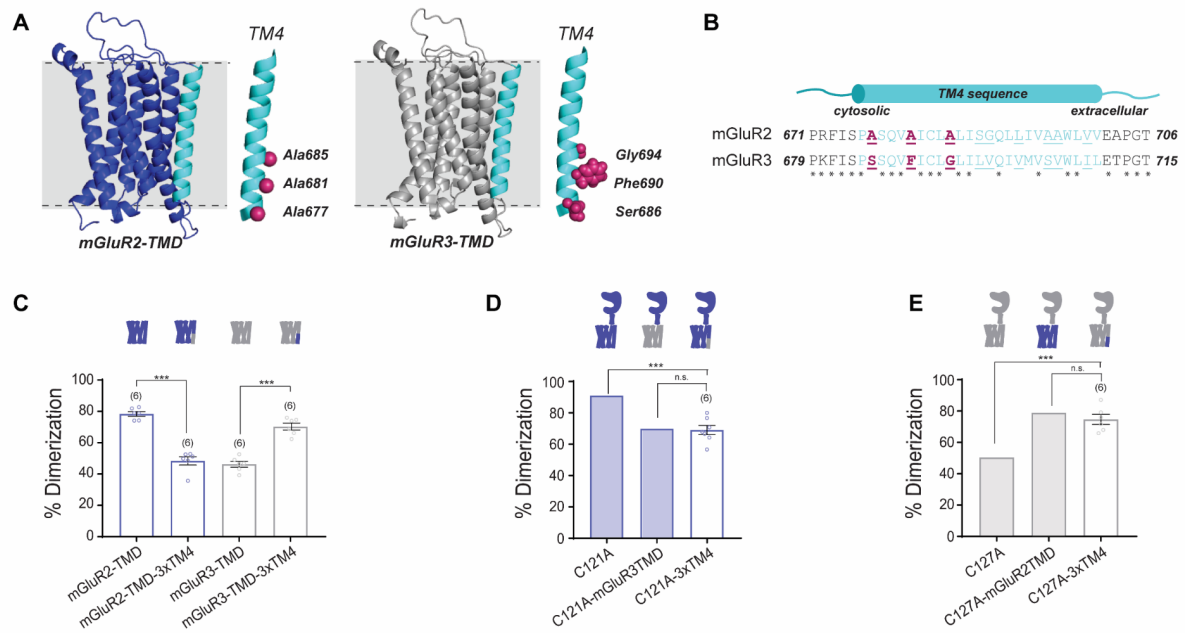 A
TM4
TM4
Ala685
Ala681
Ala677
mGluR2-TMD
Gly694
Phe690
Ser686
mGluR3-TMD
B
TM4 sequence
cytosolic
extracellular
mGluR2 671 PRFISPASQVAICLALISGQLLIVAAWLVVEAPGT 706
mGluR3 679 PKFISPSSQVFICLGLILVQIVMVSVWLILETPGT 715
* * * * * * * * * * * * * * * * * * *
C
% Dimerization
100
80
60
40
20
0
(6)
***
(6)
(6)
***
(6)
mGluR2-TMD
mGluR2-TMD-3xTM4
mGluR3-TMD
mGluR3-TMD-3xTM4
D
% Dimerization
100
80
60
40
20
0
***
n.s.
(6)
C121A
C121A-mGluR3TMD
C121A-3xTM4
E
% Dimerization
100
80
60
40
20
0
***
n.s.
(6)
C127A
C127A-mGluR2TMD
C127A-3xTM4